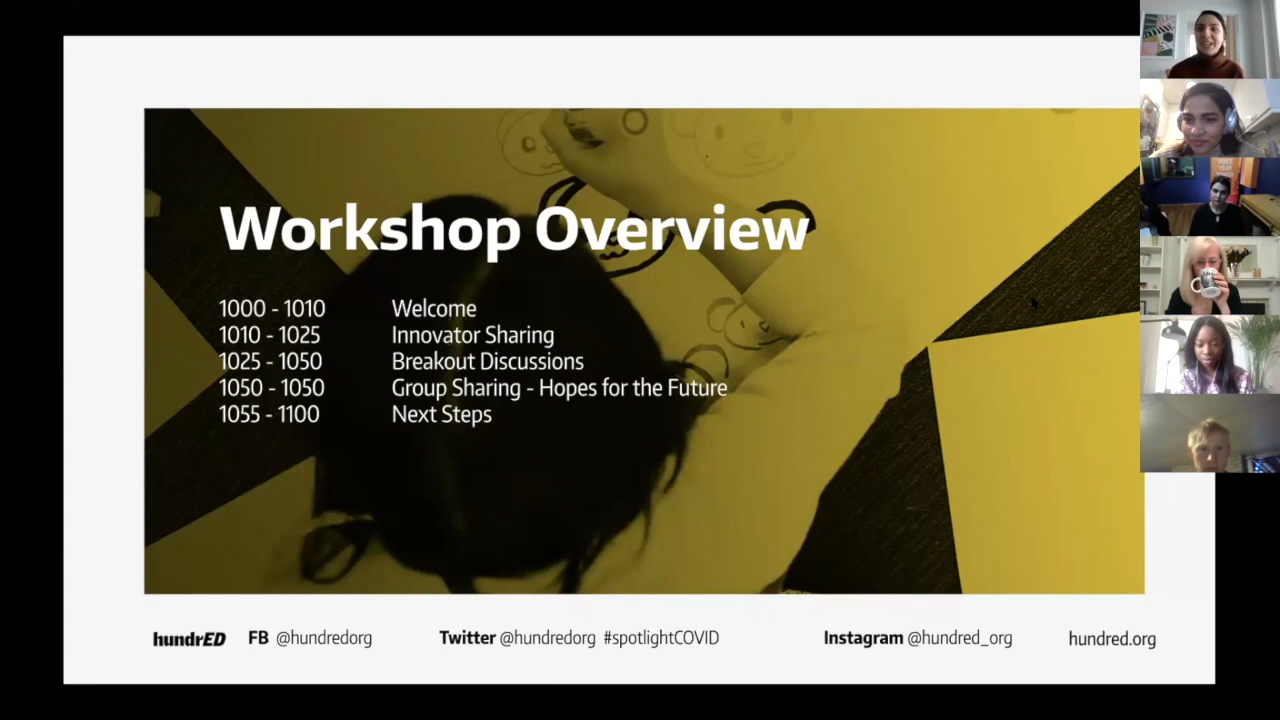 Workshop Overview
1000 - 1010 Welcome
1010 - 1025 Innovator Sharing
1025 - 1050 Breakout Discussions
1050 - 1050 Group Sharing - Hopes for the Future
1055 - 1100 Next Steps
hundrED FB @hundredorg Twitter @hundredorg #spotlightCOVID Instagram @hundred_org hundred.org